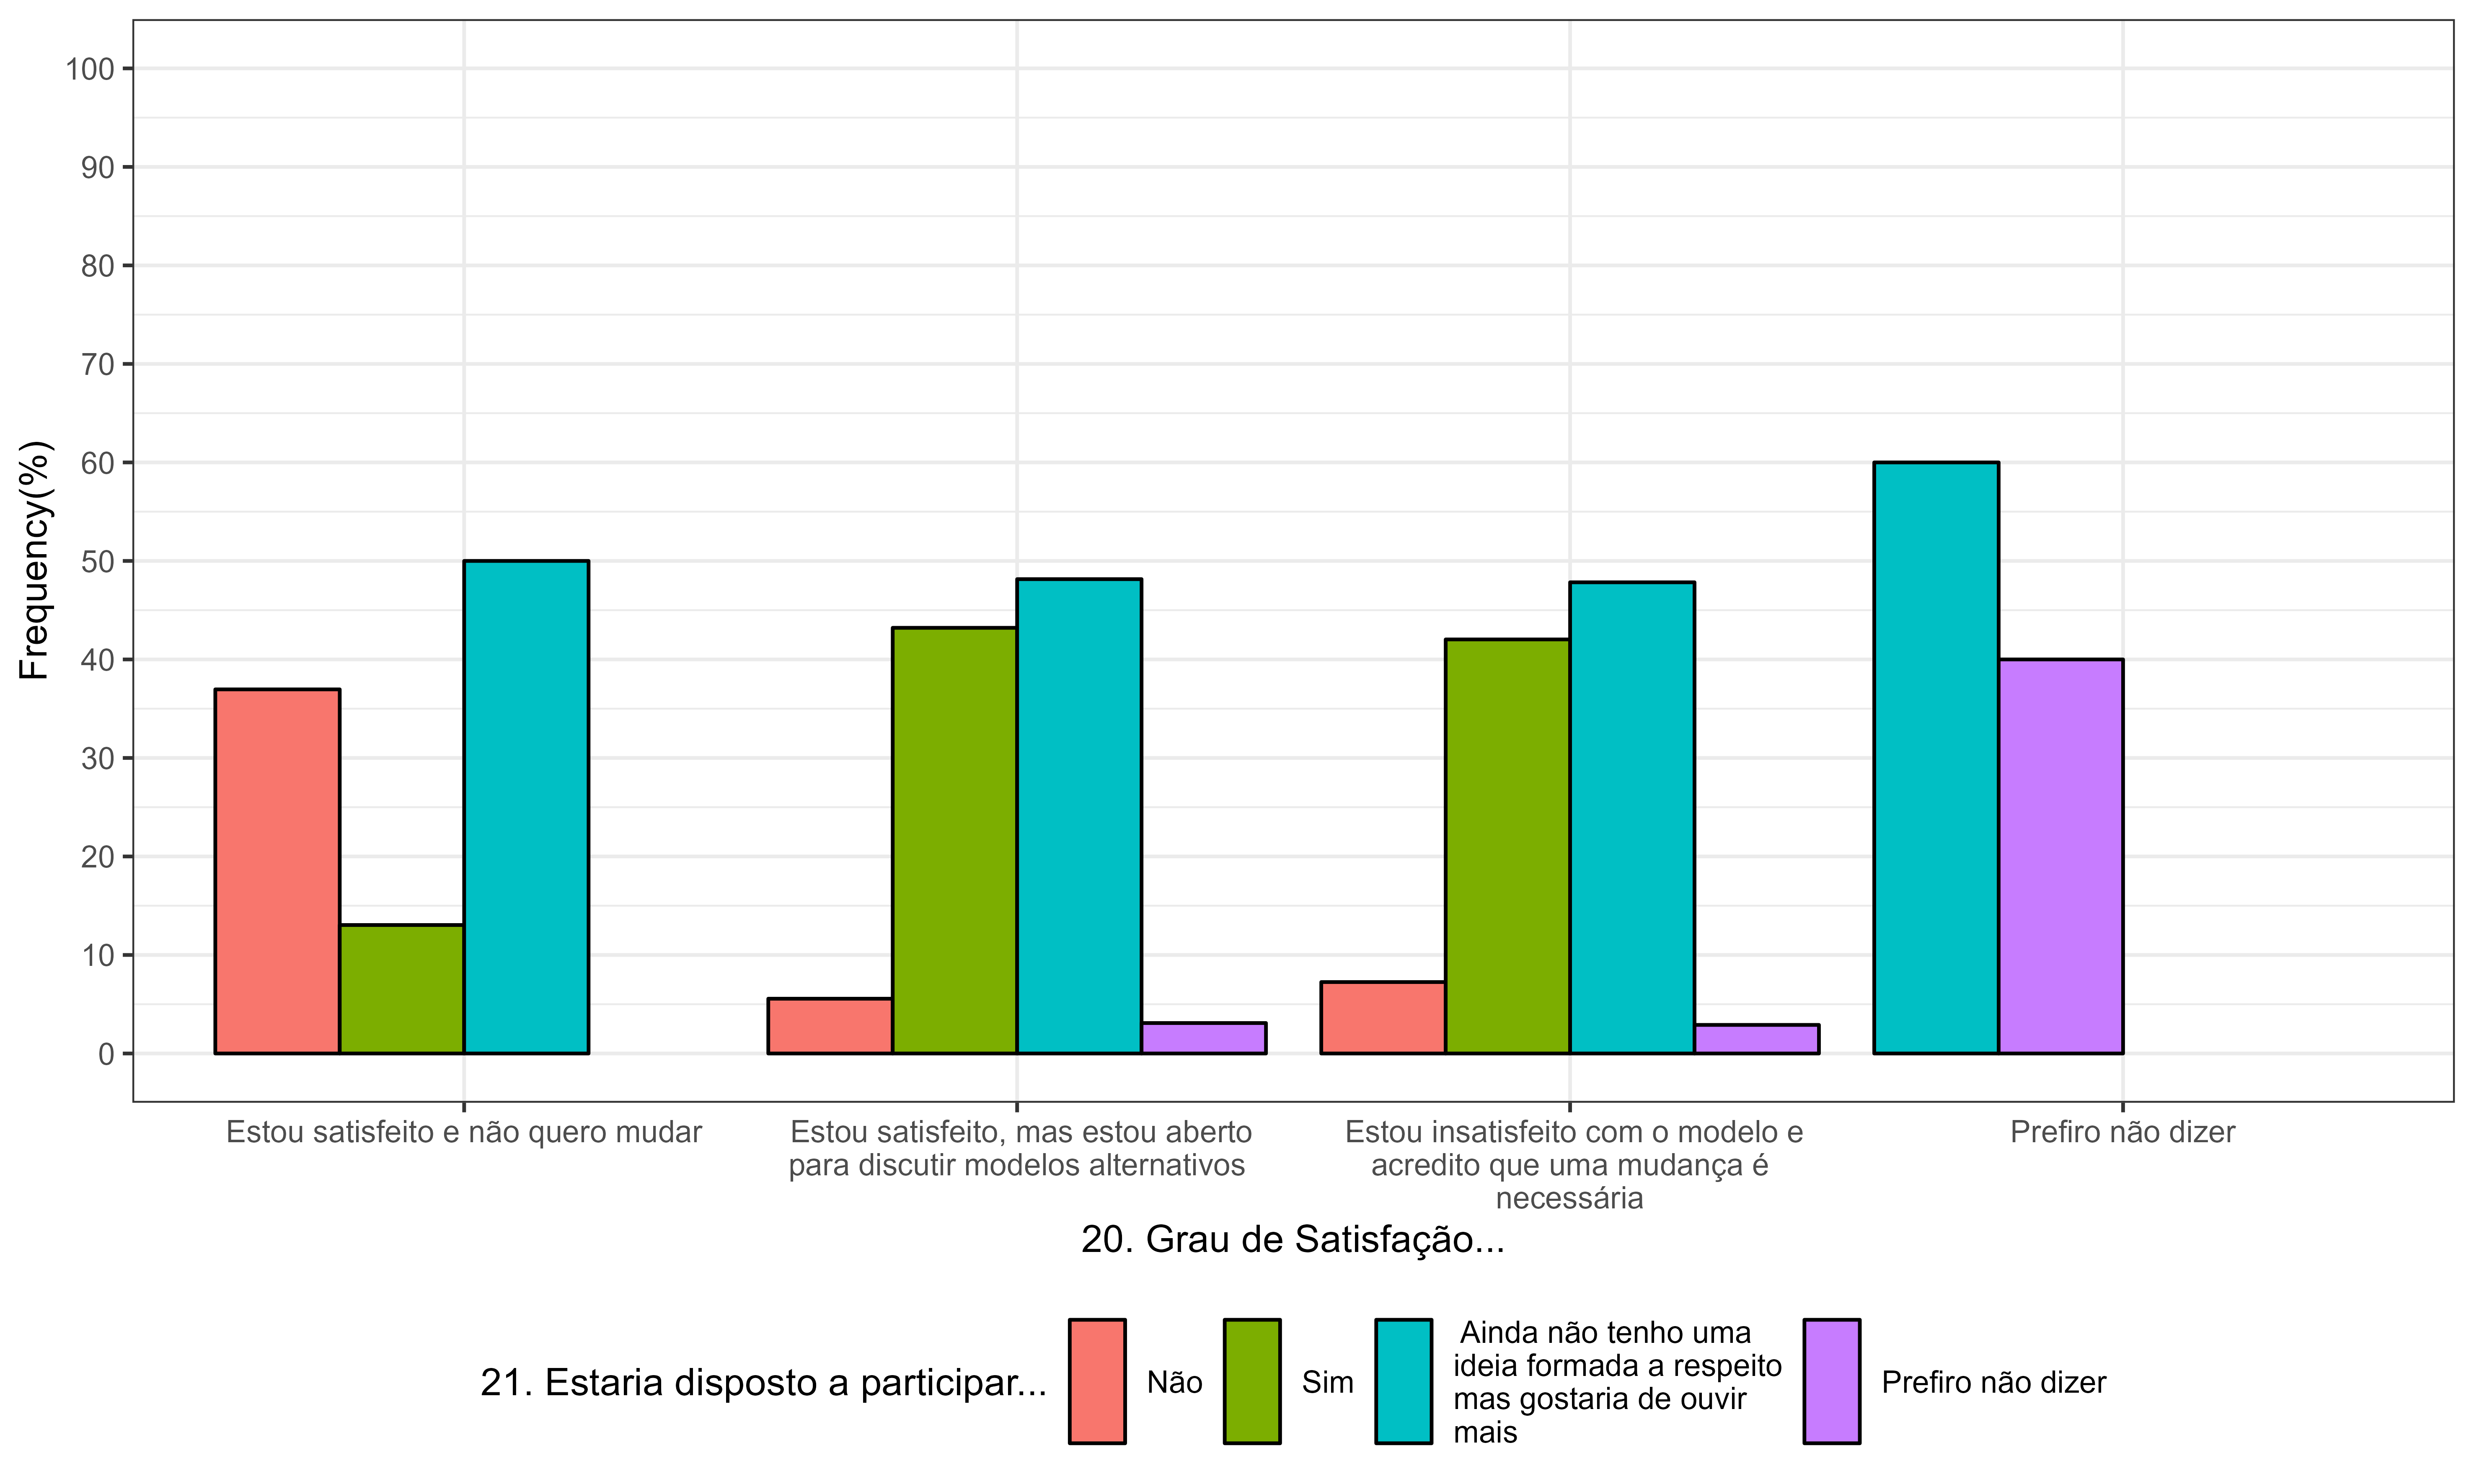 100
90
80
70
60
50
40
30
20
10
0
Frequency(%)
Estou satisfeito e não quero mudar
Estou satisfeito, mas estou aberto
para discutir modelos alternativos
Estou insatisfeito com o modelo e
acredito que uma mudança é
necessária
Prefiro não dizer
20. Grau de Satisfação...
21. Estaria disposto a participar...
Não
Sim
Ainda não tenho uma
ideia formada a respeito
mas gostaria de ouvir
mais
Prefiro não dizer